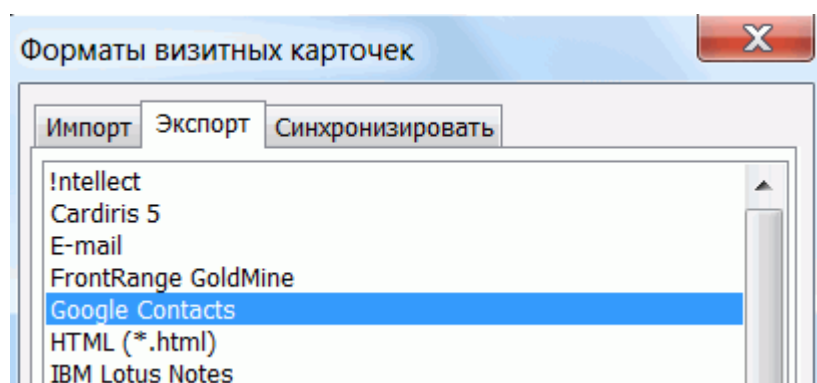 Форматы визитных карточек
Импорт Экспорт Синхронизировать
!ntellect
Cardiris 5
E-mail
FrontRange GoldMine
Google Contacts
HTML (*.html)
IBM Lotus Notes